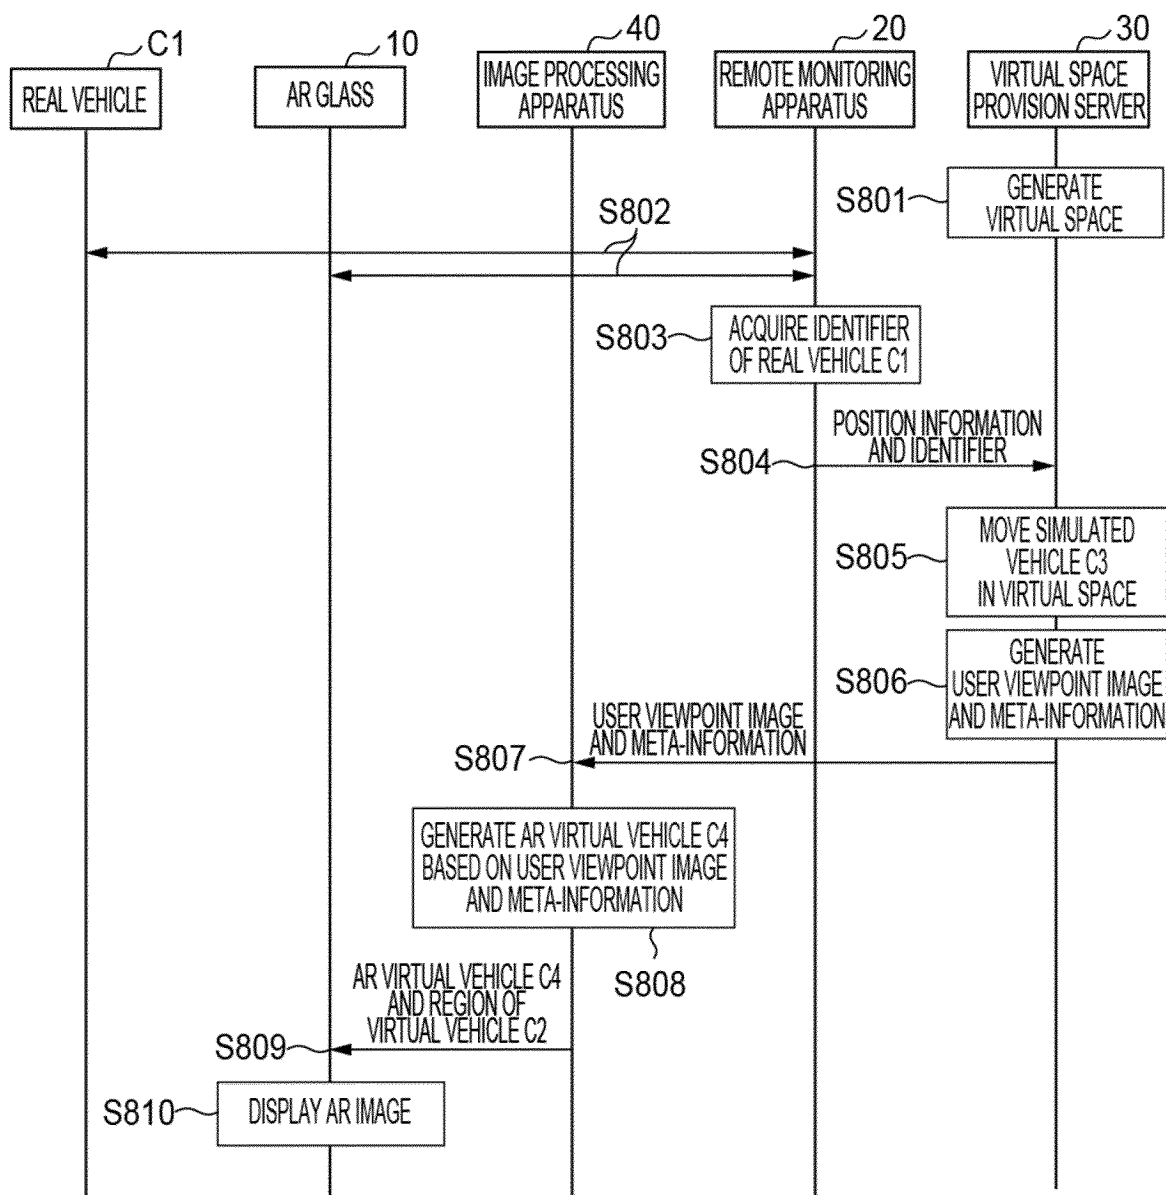 C1
10
40
20
30
REAL VEHICLE
AR GLASS
IMAGE PROCESSING
APPARATUS
REMOTE MONITORING
APPARATUS
VIRTUAL SPACE
PROVISION SERVER
S801
GENERATE
VIRTUAL SPACE
S802
S803
ACQUIRE IDENTIFIER
OF REAL VEHICLE C1
POSITION INFORMATION
AND IDENTIFIER
S804
S805
MOVE SIMULATED
VEHICLE C3
IN VIRTUAL SPACE
S806
GENERATE
USER VIEWPOINT IMAGE
AND META-INFORMATION
USER VIEWPOINT IMAGE
AND META-INFORMATION
S807
GENERATE AR VIRTUAL VEHICLE C4
BASED ON USER VIEWPOINT IMAGE
AND META-INFORMATION
S808
AR VIRTUAL VEHICLE C4
AND REGION OF
VIRTUAL VEHICLE C2
S809
S810
DISPLAY AR IMAGE